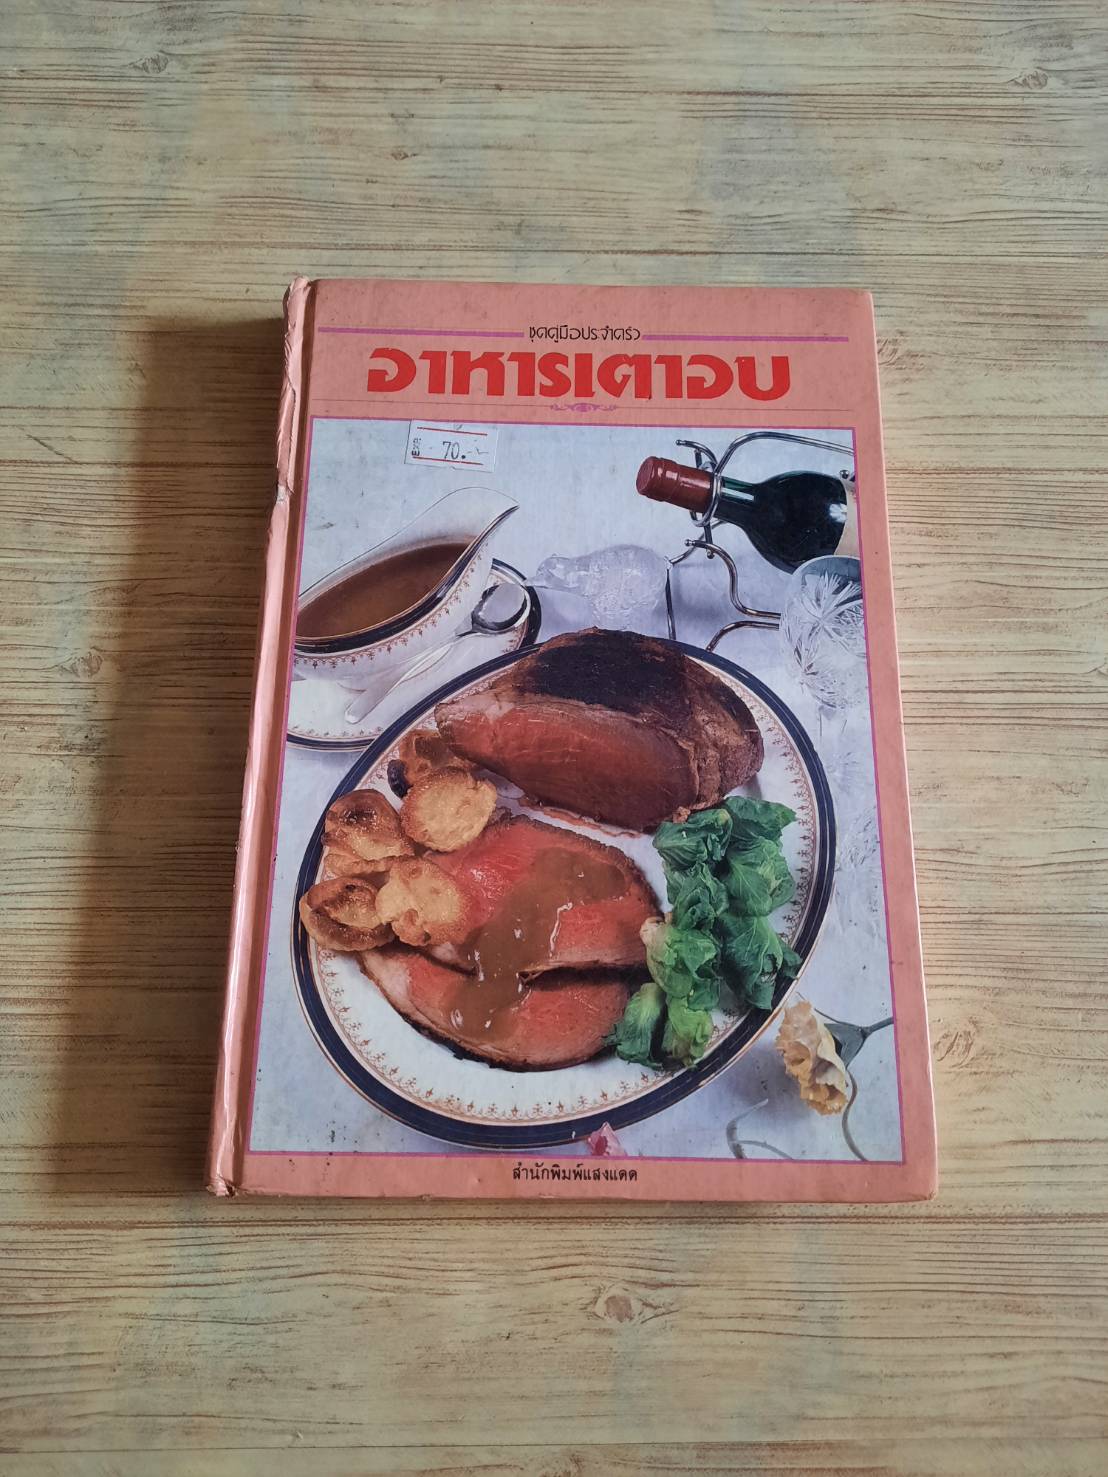 ชุดคู่มือประจำครัว
อาหารเตาอบ
70.-
สำนักพิมพ์แสงแดด